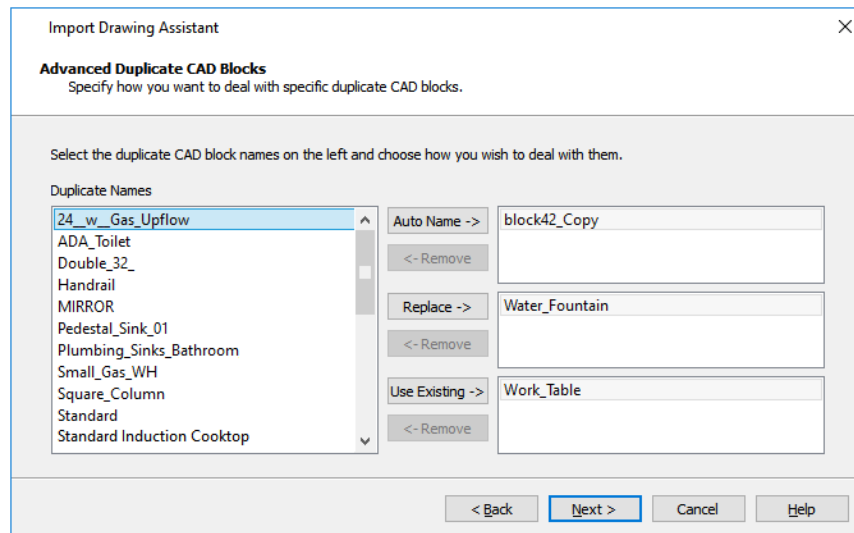 Import Drawing Assistant
Advanced Duplicate CAD Blocks
Specify how you want to deal with specific duplicate CAD blocks.
Select the duplicate CAD block names on the left and choose how you wish to deal with them.
Duplicate Names
24__w__Gas_Upflow
ADA_Toilet
Double_32_
Handrail
MIRROR
Pedestal_Sink_01
Plumbing_Sinks_Bathroom
Small_Gas_WH
Square_Column
Standard
Standard Induction Cooktop
Auto Name ->
<- Remove
block42_Copy
Replace ->
<- Remove
Water_Fountain
Use Existing ->
<- Remove
Work_Table
< Back
Next >
Cancel
Help